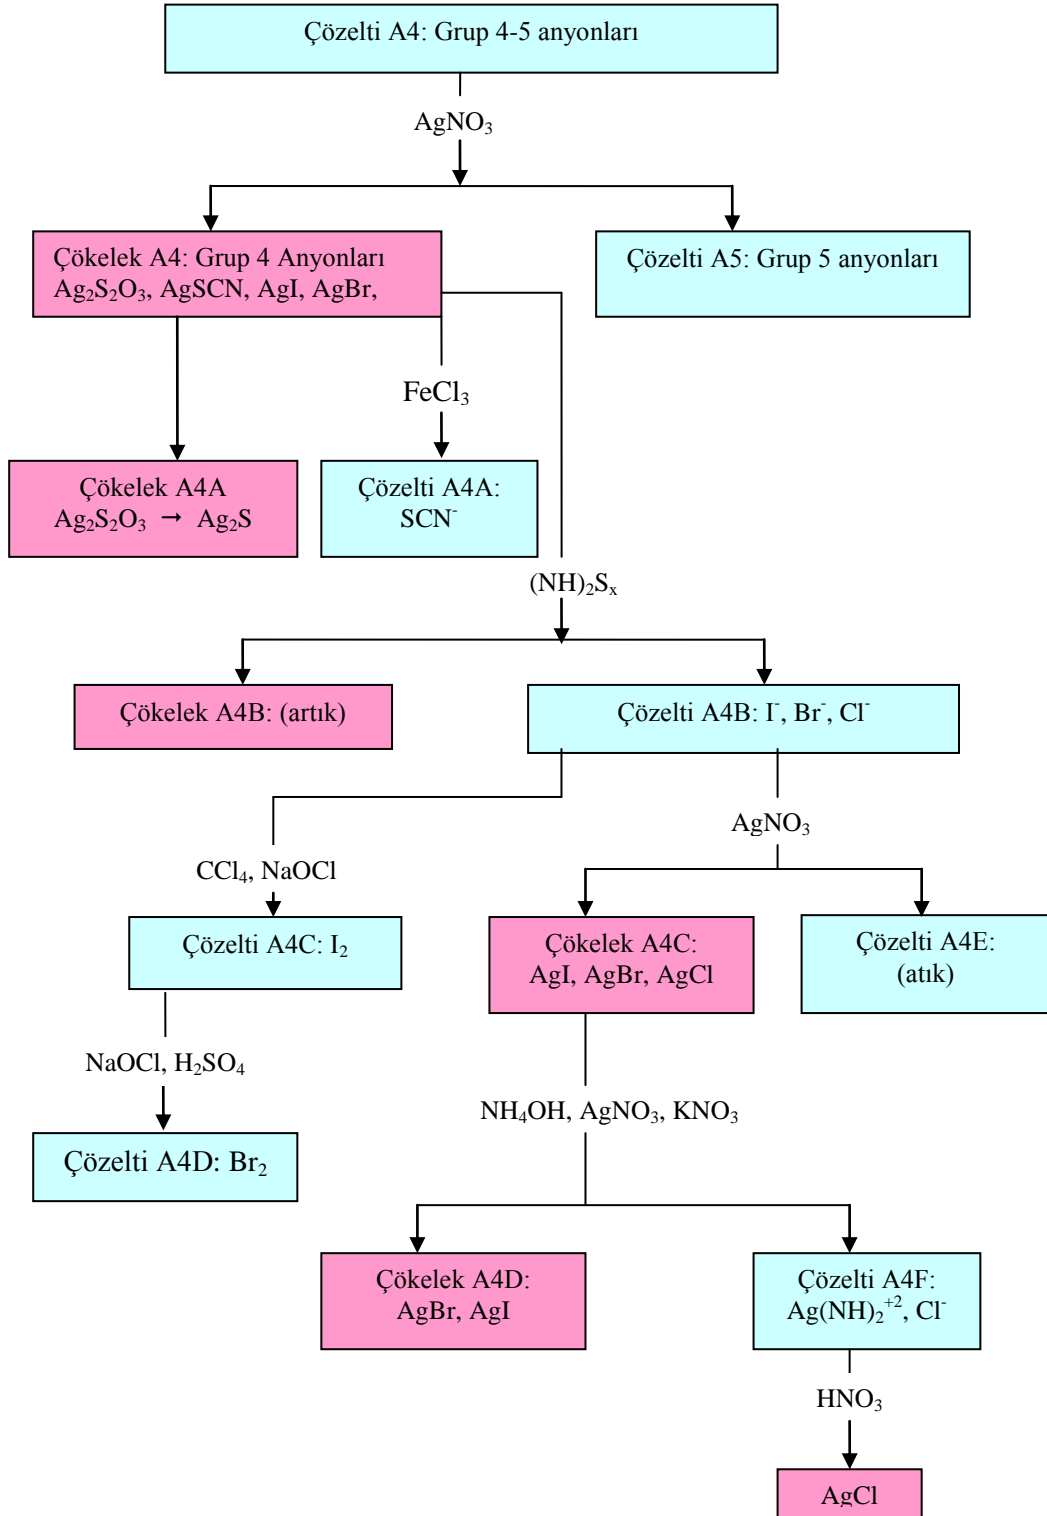 Çözelti A4: Grup 4-5 anyonları
AgNO₃
Çökelek A4: Grup 4 Anyonları
Ag₂S₂O₃, AgSCN, AgI, AgBr,
Çözelti A5: Grup 5 anyonları
FeCl₃
Çökelek A4A
Ag₂S₂O₃ → Ag₂S
Çözelti A4A:
SCN⁻
(NH)₂Sₓ
Çökelek A4B: (artık)
Çözelti A4B: I⁻, Br⁻, Cl⁻
AgNO₃
CCl₄, NaOCl
Çözelti A4C: I₂
Çökelek A4C:
AgI, AgBr, AgCl
Çözelti A4E:
(atık)
NaOCl, H₂SO₄
NH₄OH, AgNO₃, KNO₃
Çözelti A4D: Br₂
Çökelek A4D:
AgBr, AgI
Çözelti A4F:
Ag(NH)₂⁺², Cl⁻
HNO₃
AgCl